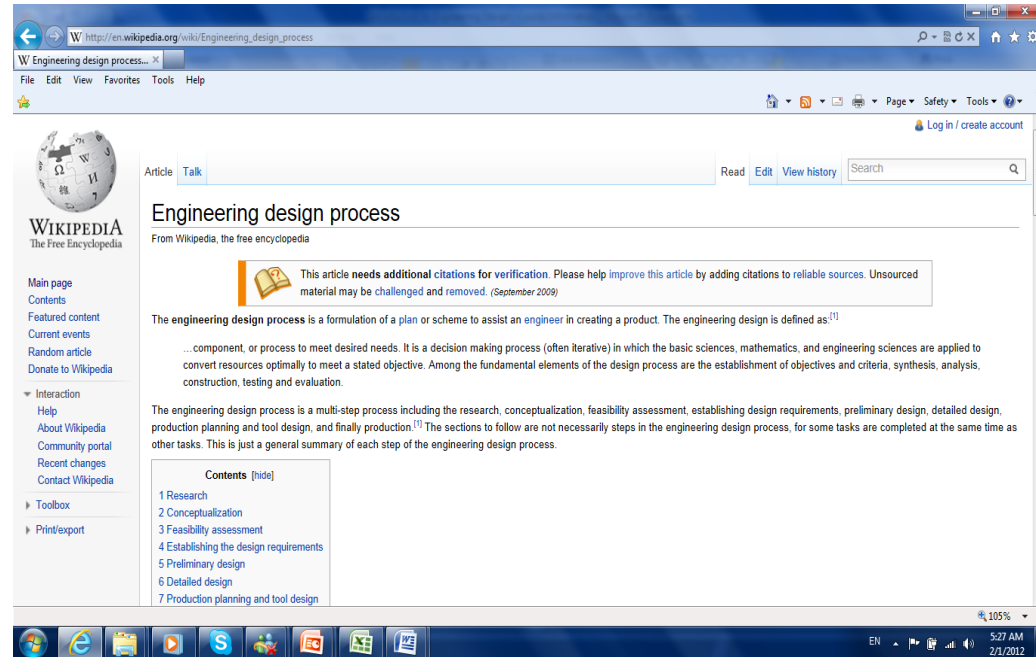 W http://en.wikipedia.org/wiki/Engineering_design_process
W Engineering design process...
File Edit View Favorites Tools Help
Page Safety Tools
Log in / create account
Article Talk Read Edit View history Search
WIKIPEDIA
The Free Encyclopedia
Main page
Contents
Featured content
Current events
Random article
Donate to Wikipedia
Interaction
Help
About Wikipedia
Community portal
Recent changes
Contact Wikipedia
Toolbox
Print/export
Engineering design process
From Wikipedia, the free encyclopedia
This article needs additional citations for verification. Please help improve this article by adding citations to reliable sources. Unsourced
material may be challenged and removed. (September 2009)
The engineering design process is a formulation of a plan or scheme to assist an engineer in creating a product. The engineering design is defined as:[1]
…component, or process to meet desired needs. It is a decision making process (often iterative) in which the basic sciences, mathematics, and engineering sciences are applied to
convert resources optimally to meet a stated objective. Among the fundamental elements of the design process are the establishment of objectives and criteria, synthesis, analysis,
construction, testing and evaluation.
The engineering design process is a multi-step process including the research, conceptualization, feasibility assessment, establishing design requirements, preliminary design, detailed design,
production planning and tool design, and finally production.[1] The sections to follow are not necessarily steps in the engineering design process, for some tasks are completed at the same time as
other tasks. This is just a general summary of each step of the engineering design process.
Contents [hide]
1 Research
2 Conceptualization
3 Feasibility assessment
4 Establishing the design requirements
5 Preliminary design
6 Detailed design
7 Production planning and tool design
105%
EN 5:27 AM
2/1/2012